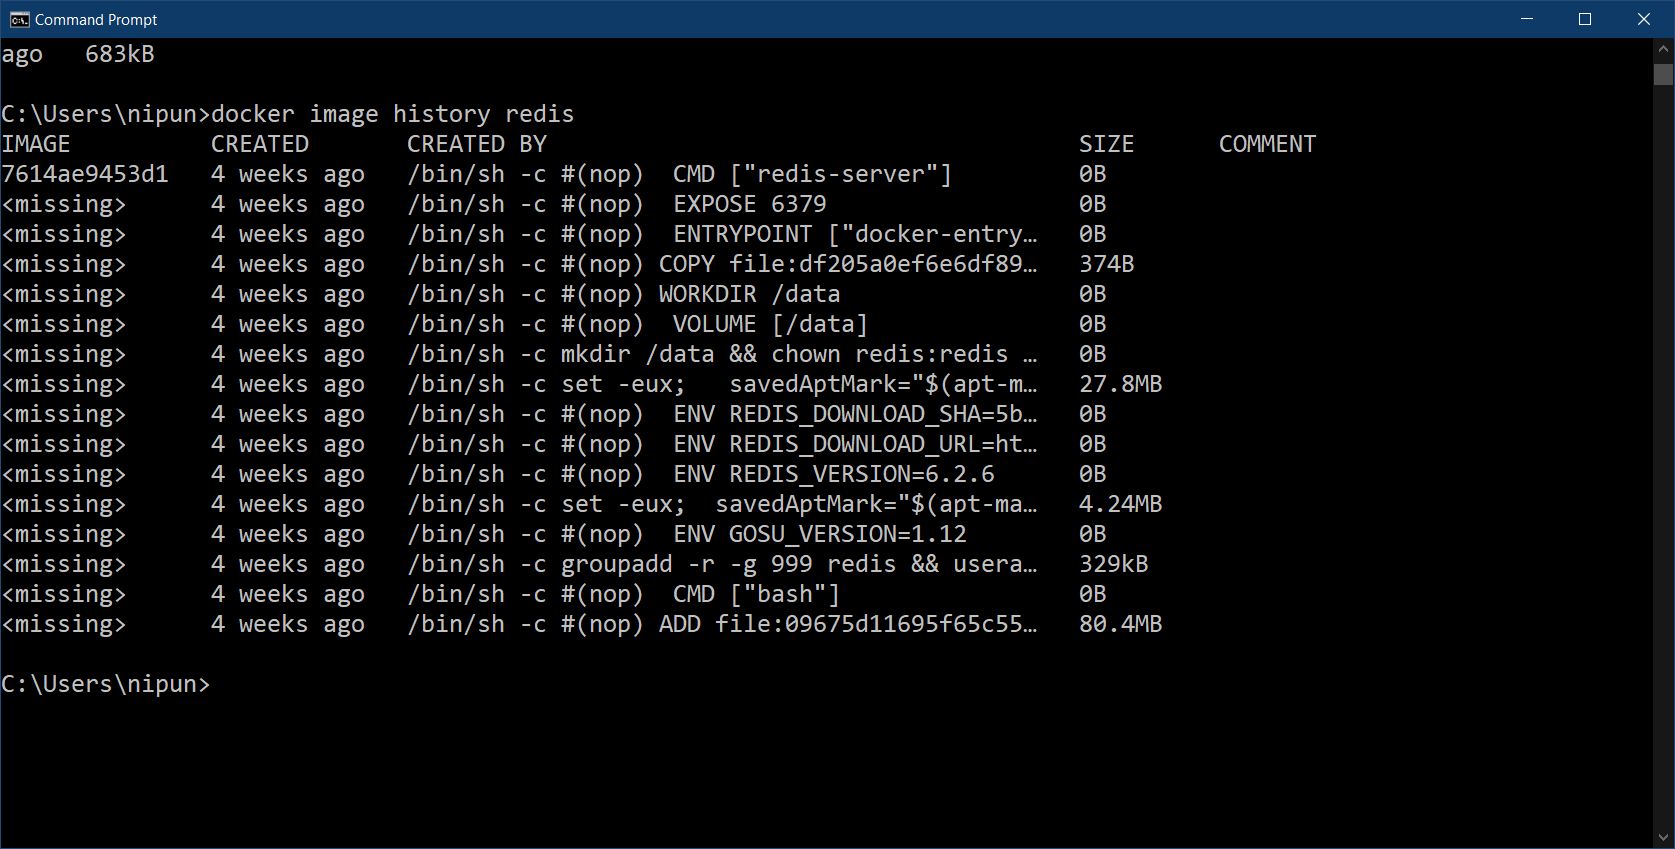 Command Prompt
ago   683kB
C:\Users\nipun>docker image history redis
IMAGE          CREATED       CREATED BY                                      SIZE      COMMENT
7614ae9453d1   4 weeks ago   /bin/sh -c #(nop)  CMD ["redis-server"]         0B
<missing>      4 weeks ago   /bin/sh -c #(nop)  EXPOSE 6379                  0B
<missing>      4 weeks ago   /bin/sh -c #(nop)  ENTRYPOINT ["docker-entry…   0B
<missing>      4 weeks ago   /bin/sh -c #(nop) COPY file:df205a0ef6e6df89…   374B
<missing>      4 weeks ago   /bin/sh -c #(nop) WORKDIR /data                 0B
<missing>      4 weeks ago   /bin/sh -c #(nop)  VOLUME [/data]               0B
<missing>      4 weeks ago   /bin/sh -c mkdir /data && chown redis:redis …   0B
<missing>      4 weeks ago   /bin/sh -c set -eux;   savedAptMark="$(apt-m…   27.8MB
<missing>      4 weeks ago   /bin/sh -c #(nop)  ENV REDIS_DOWNLOAD_SHA=5b…   0B
<missing>      4 weeks ago   /bin/sh -c #(nop)  ENV REDIS_DOWNLOAD_URL=ht…   0B
<missing>      4 weeks ago   /bin/sh -c #(nop)  ENV REDIS_VERSION=6.2.6      0B
<missing>      4 weeks ago   /bin/sh -c set -eux;  savedAptMark="$(apt-ma…   4.24MB
<missing>      4 weeks ago   /bin/sh -c #(nop)  ENV GOSU_VERSION=1.12        0B
<missing>      4 weeks ago   /bin/sh -c groupadd -r -g 999 redis && usera…   329kB
<missing>      4 weeks ago   /bin/sh -c #(nop)  CMD ["bash"]                 0B
<missing>      4 weeks ago   /bin/sh -c #(nop) ADD file:09675d11695f65c55…   80.4MB
C:\Users\nipun>